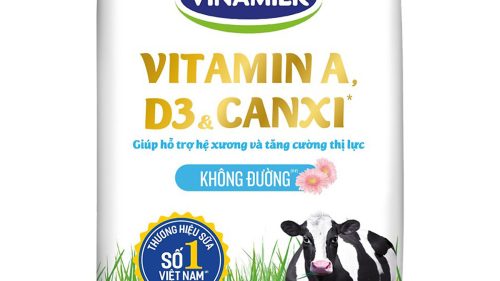 VINAMILK
VITAMIN A,
D3 & CANXI*
Giúp hỗ trợ hệ xương và tăng cường thị lực
KHÔNG ĐƯỜNG
THƯƠNG HIỆU SỮA
SỐ 1
VIỆT NAM